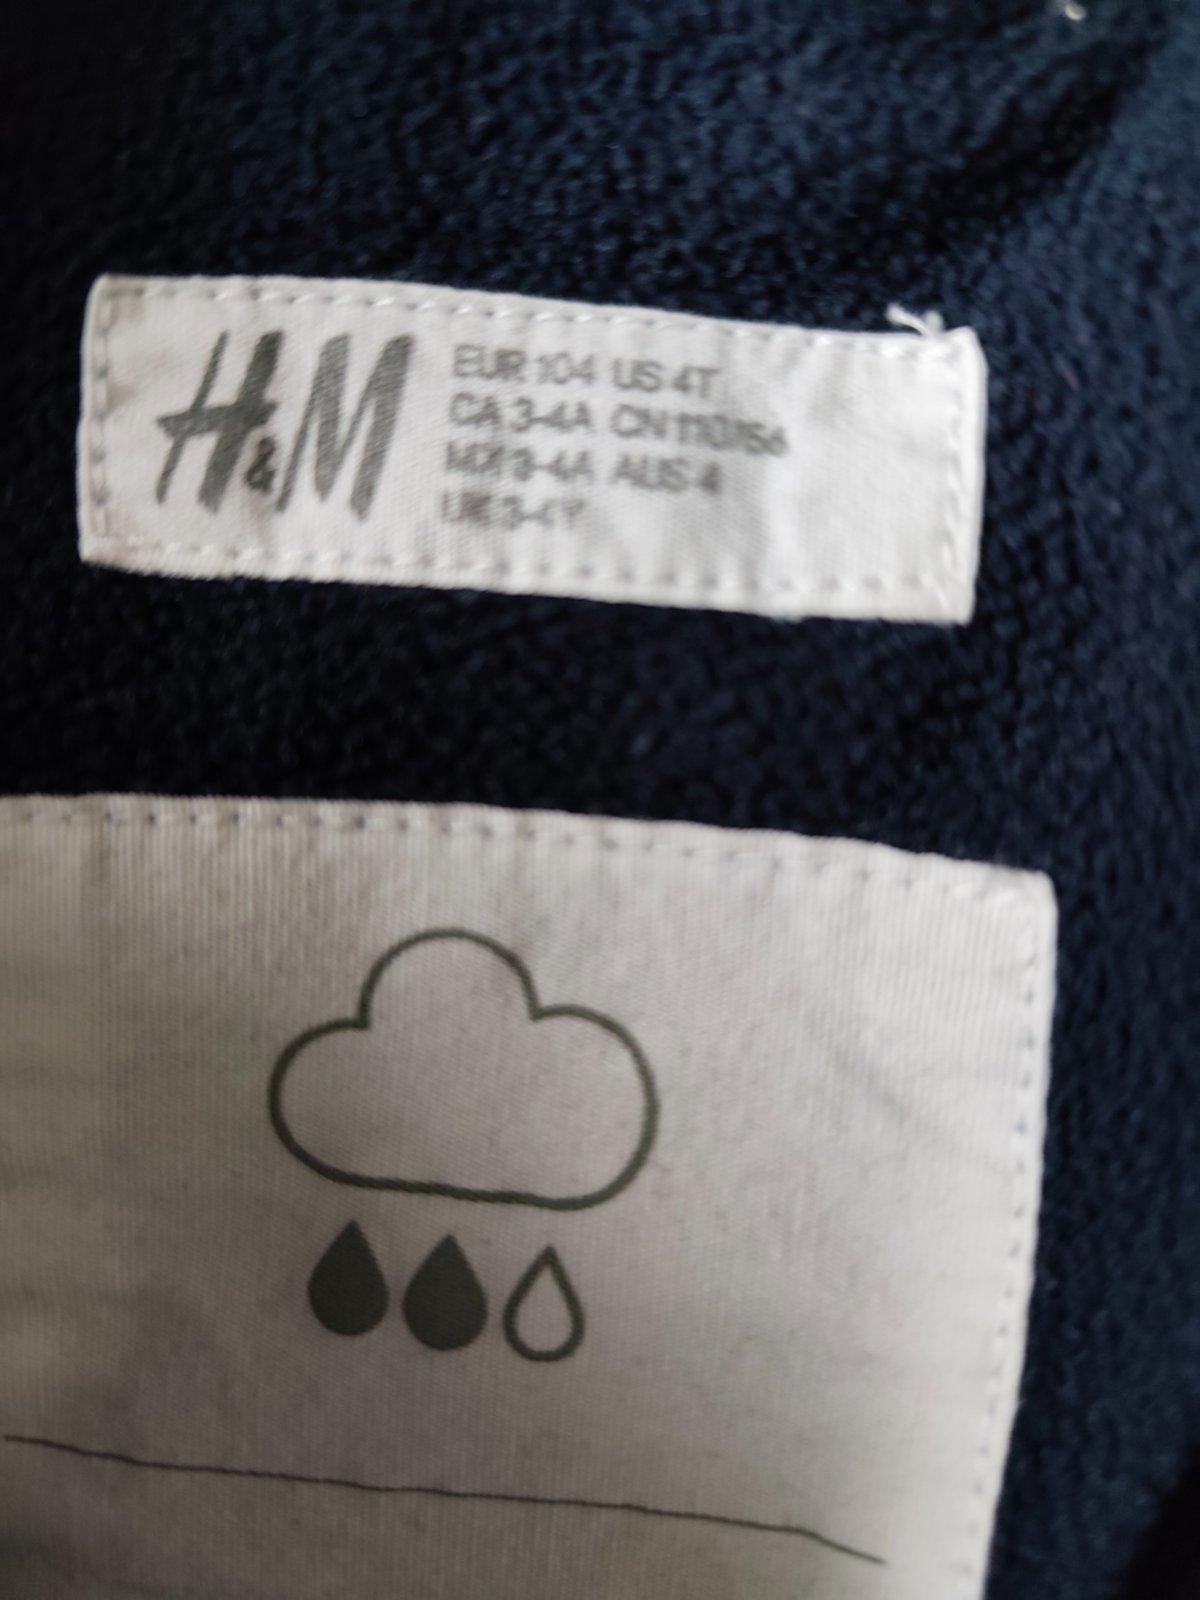 H&M
EUR 104 US 4T
CA 3-4A CN 110/56
MX 3-4A AUS 4
UK 3-4Y